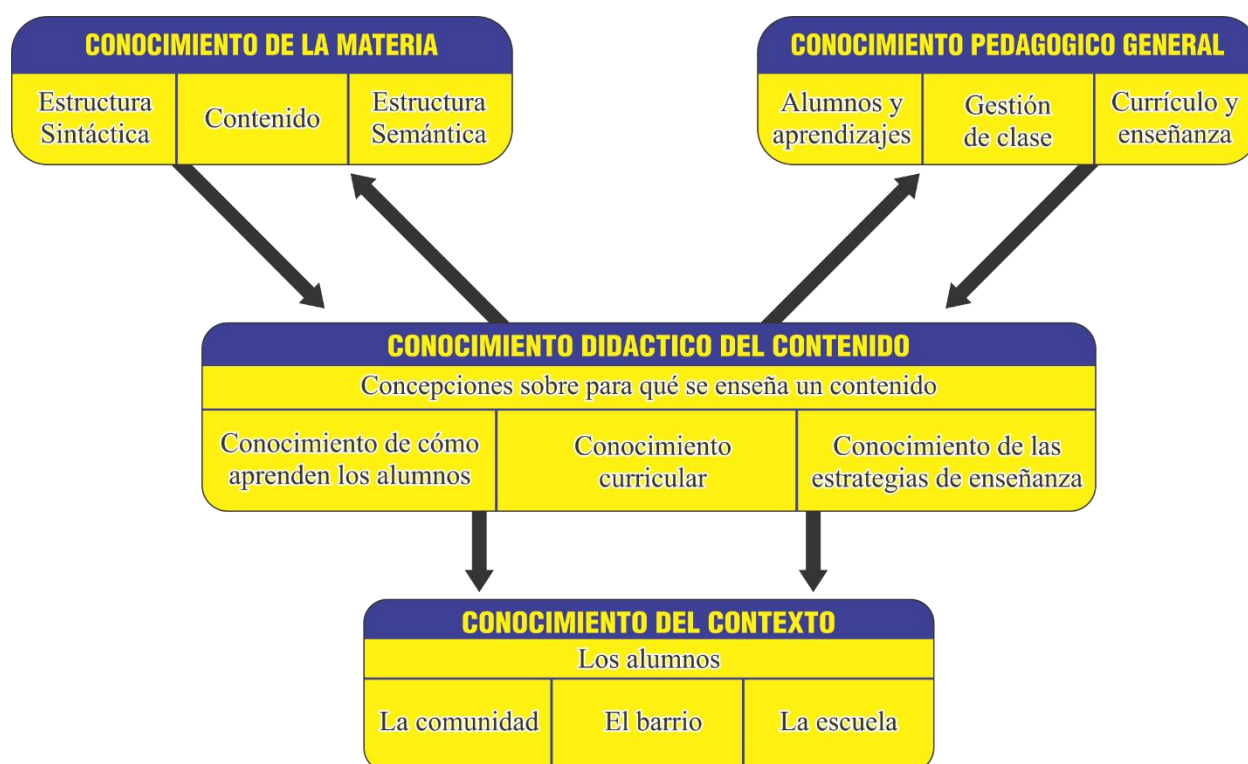 CONOCIMIENTO DE LA MATERIA
Estructura
Sintáctica
Contenido
Estructura
Semántica
CONOCIMIENTO PEDAGOGICO GENERAL
Alumnos y
aprendizajes
Gestión
de clase
Currículo y
enseñanza
CONOCIMIENTO DIDACTICO DEL CONTENIDO
Concepciones sobre para qué se enseña un contenido
Conocimiento de cómo
aprenden los alumnos
Conocimiento
curricular
Conocimiento de las
estrategias de enseñanza
CONOCIMIENTO DEL CONTEXTO
Los alumnos
La comunidad
El barrio
La escuela